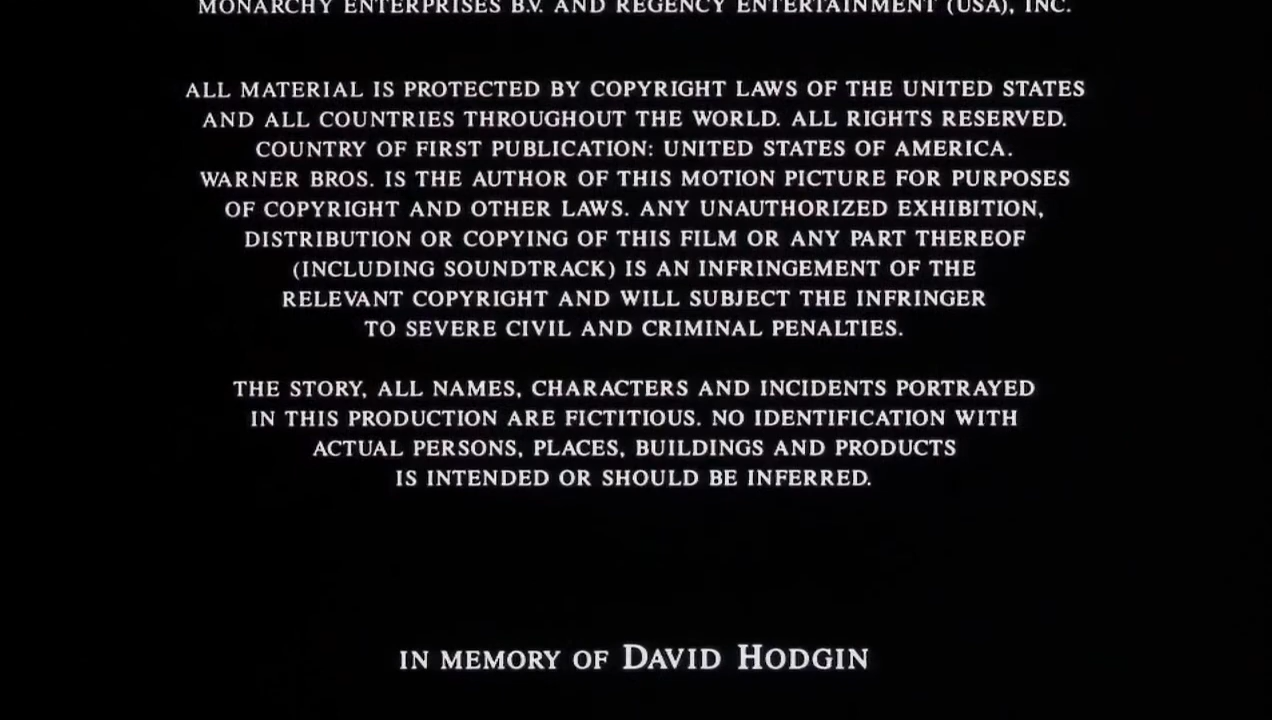 MONARCHY ENTERPRISES B.V. AND REGENCY ENTERTAINMENT (USA), INC.
ALL MATERIAL IS PROTECTED BY COPYRIGHT LAWS OF THE UNITED STATES
AND ALL COUNTRIES THROUGHOUT THE WORLD. ALL RIGHTS RESERVED.
COUNTRY OF FIRST PUBLICATION: UNITED STATES OF AMERICA.
WARNER BROS. IS THE AUTHOR OF THIS MOTION PICTURE FOR PURPOSES
OF COPYRIGHT AND OTHER LAWS. ANY UNAUTHORIZED EXHIBITION,
DISTRIBUTION OR COPYING OF THIS FILM OR ANY PART THEREOF
(INCLUDING SOUNDTRACK) IS AN INFRINGEMENT OF THE
RELEVANT COPYRIGHT AND WILL SUBJECT THE INFRINGER
TO SEVERE CIVIL AND CRIMINAL PENALTIES.
THE STORY, ALL NAMES, CHARACTERS AND INCIDENTS PORTRAYED
IN THIS PRODUCTION ARE FICTITIOUS. NO IDENTIFICATION WITH
ACTUAL PERSONS, PLACES, BUILDINGS AND PRODUCTS
IS INTENDED OR SHOULD BE INFERRED.
IN MEMORY OF DAVID HODGIN